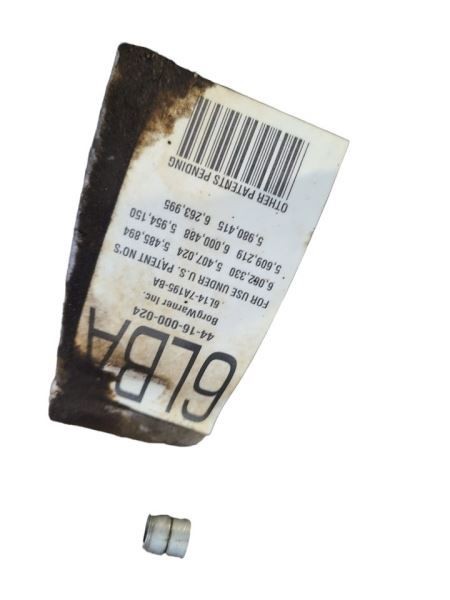 6LBA
44-16-000-024
BorgWarner Inc.
6L14-7A195-BA
FOR USE UNDER U.S. PATENT NO'S
6,062,330 5,407,024 5,485,894
5,609,219 6,000,488 5,954,150
5,980,415 6,263,995
OTHER PATENTS PENDING